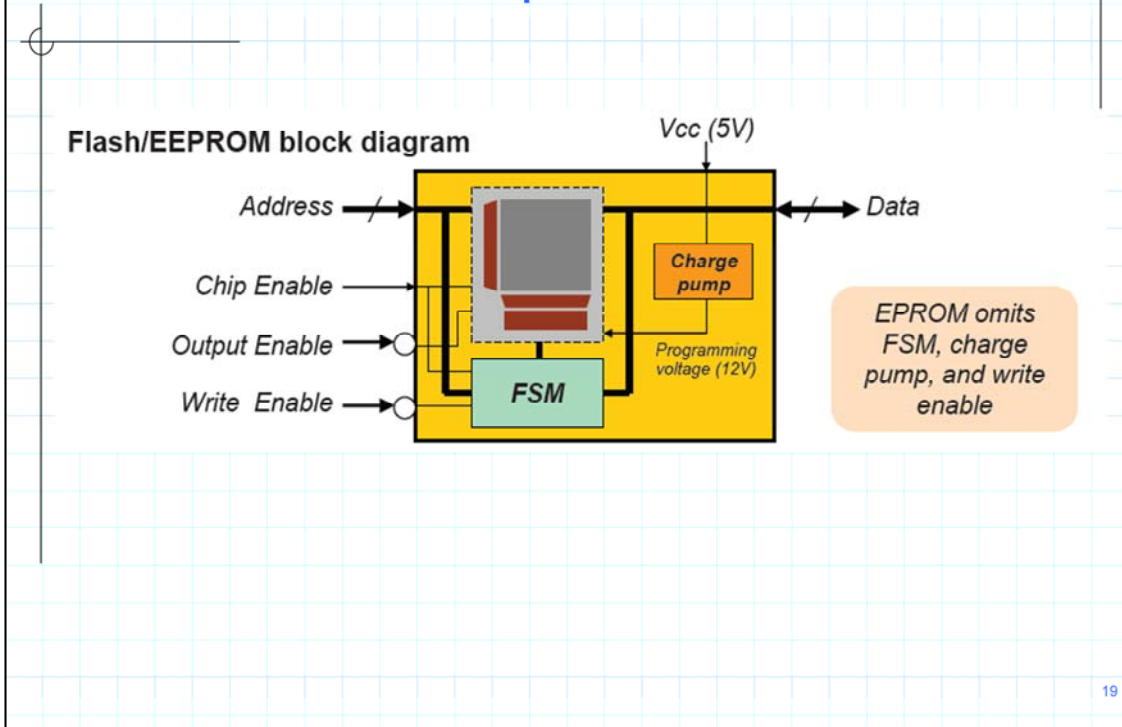 Flash/EEPROM block diagram
Vcc (5V)
Address
Data
Chip Enable
Charge
pump
Output Enable
Programming
voltage (12V)
Write Enable
FSM
EPROM omits
FSM, charge
pump, and write
enable
19